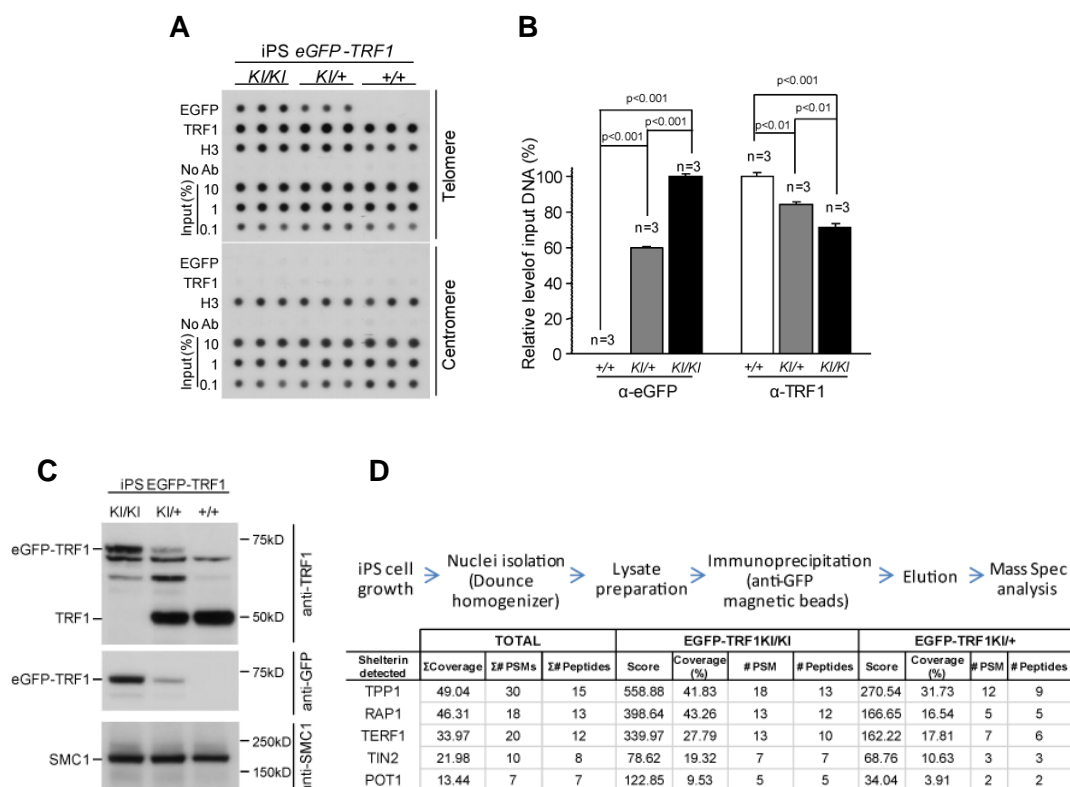 A
iPS eGFP-TRF1
KI/KI KI/+ +/+
EGFP
TRF1
H3
No Ab
Input (%)
10
1
0.1
Telomere
EGFP
TRF1
H3
No Ab
Input (%)
10
1
0.1
Centromere
B
Relative levelof input DNA (%)
100
80
60
40
20
0
p<0.001
p<0.001
p<0.001
n=3
n=3
n=3
+/+ KI/+ KI/KI
α-eGFP
p<0.001
p<0.01
p<0.01
n=3
n=3
n=3
+/+ KI/+ KI/KI
α-TRF1
C
iPS EGFP-TRF1
KI/KI KI/+ +/+
eGFP-TRF1
TRF1
75kD
50kD
anti-TRF1
eGFP-TRF1
75kD
anti-GFP
SMC1
250kD
150kD
anti-SMC1
D
iPS cell
growth
Nuclei isolation
(Dounce
homogenizer)
Lysate
preparation
Immunoprecipitation
(anti-GFP
magnetic beads)
Elution
Mass Spec
analysis
TOTAL EGFP-TRF1KI/KI EGFP-TRF1KI/+
Shelterin detected ΣCoverage Σ# PSMs Σ# Peptides Score Coverage (%) # PSM # Peptides Score Coverage (%) # PSM # Peptides
TPP1 49.04 30 15 558.88 41.83 18 13 270.54 31.73 12 9
RAP1 46.31 18 13 398.64 43.26 13 12 166.65 16.54 5 5
TERF1 33.97 20 12 339.97 27.79 13 10 162.22 17.81 7 6
TIN2 21.98 10 8 78.62 19.32 7 7 68.76 10.63 3 3
POT1 13.44 7 7 122.85 9.53 5 5 34.04 3.91 2 2